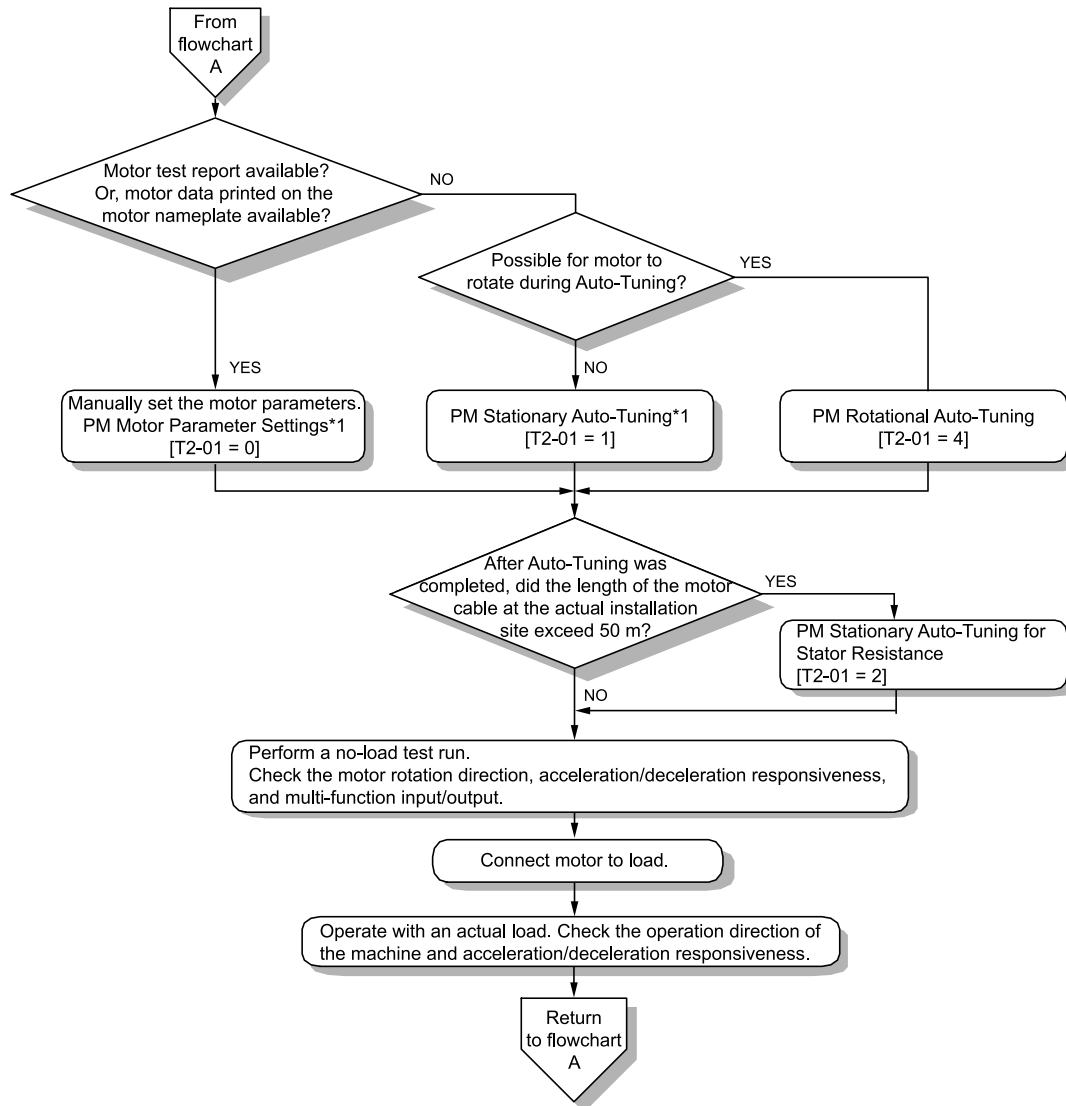 From
flowchart
A
Motor test report available?
Or, motor data printed on the
motor nameplate available?
NO
Possible for motor to
rotate during Auto-Tuning?
YES
YES
NO
Manually set the motor parameters.
PM Motor Parameter Settings*1
[T2-01 = 0]
PM Stationary Auto-Tuning*1
[T2-01 = 1]
PM Rotational Auto-Tuning
[T2-01 = 4]
After Auto-Tuning was
completed, did the length of the motor
cable at the actual installation
site exceed 50 m?
YES
PM Stationary Auto-Tuning for
Stator Resistance
[T2-01 = 2]
NO
Perform a no-load test run.
Check the motor rotation direction, acceleration/deceleration responsiveness,
and multi-function input/output.
Connect motor to load.
Operate with an actual load. Check the operation direction of
the machine and acceleration/deceleration responsiveness.
Return
to flowchart
A